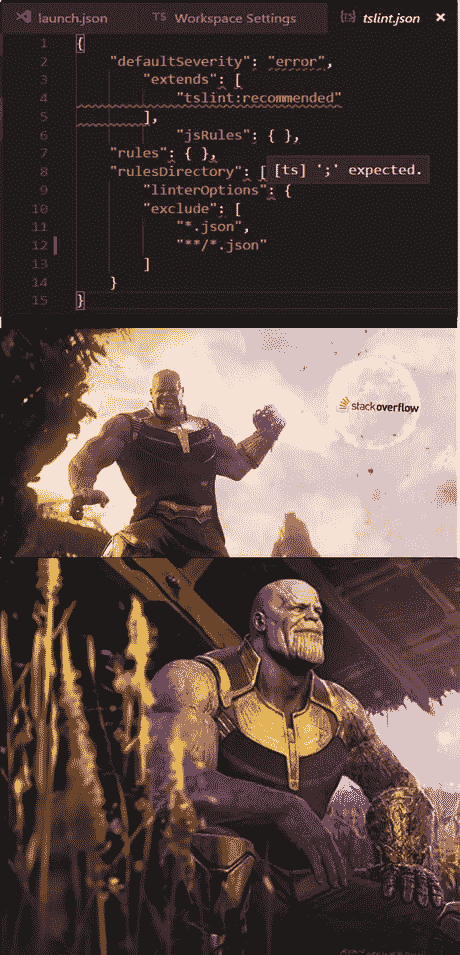 launch.json TS Workspace Settings {ts} tslint.json ×
1 {
2 "defaultSeverity": "error",
3 "extends": [
4 "tslint:recommended"
5 ],
6 "jsRules": { },
7 "rules": { },
8 "rulesDirectory": [ [ts] ';' expected.
9 "linterOptions": {
10 "exclude": [
11 "*.json",
12 "**/*.json"
13 ]
14 }
15 }
stackoverflow